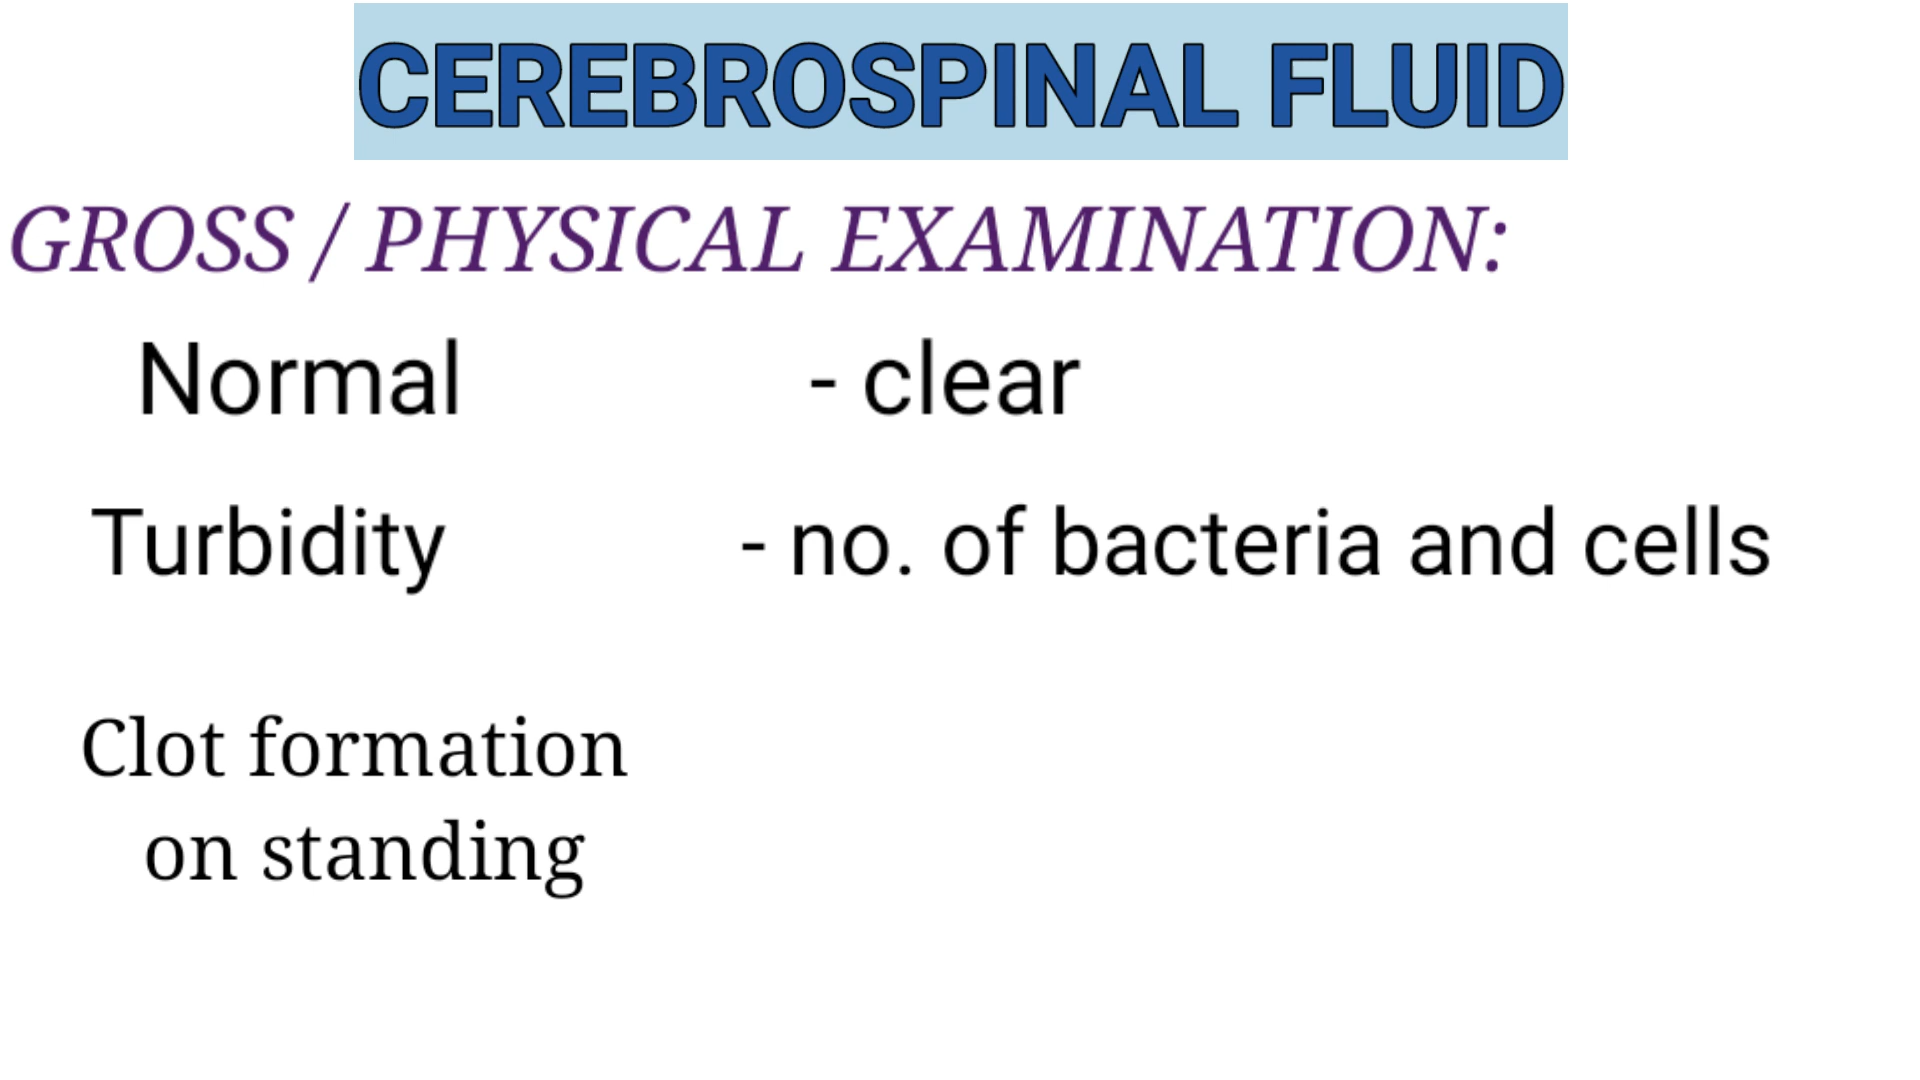 CEREBROSPINAL FLUID
GROSS / PHYSICAL EXAMINATION:
Normal - clear
Turbidity - no. of bacteria and cells
Clot formation
on standing